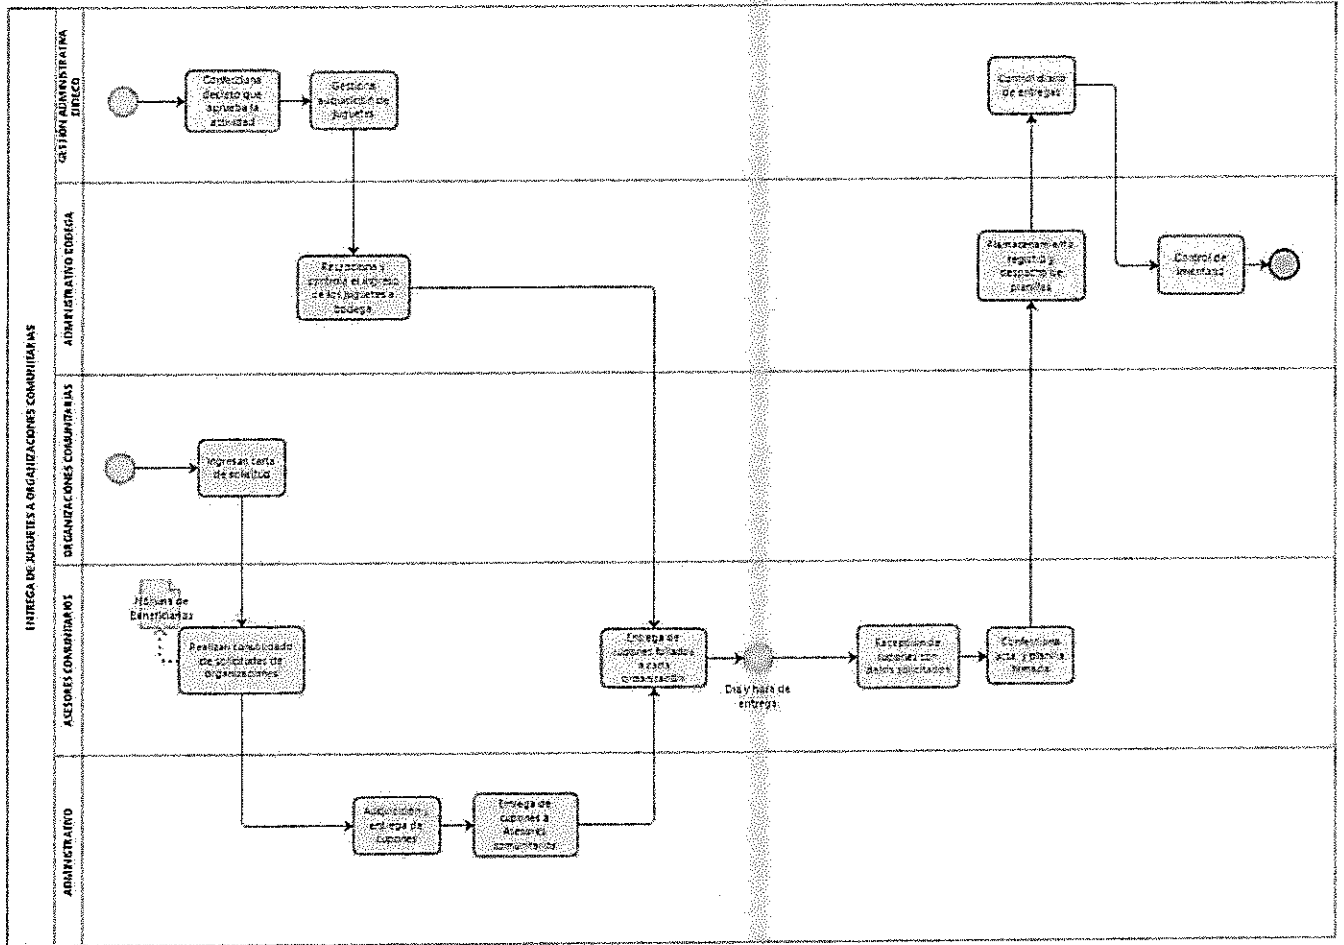 ENTREGA DE JUGUETES A ORGANIZACIONES COMUNITARIAS
GESTIÓN ADMINISTRATIVA
DIDECO
Confecciona
decreto que
aprueba la
actividad
Gestiona
adquisición de
juguetes
Control diario
de entregas
ADMINISTRATIVO BODEGA
Recepciona y
controla el ingreso
de los juguetes a
bodega
Almacenamiento
registro y
despacho de
planillas
Control de
inventario
ORGANIZACIONES COMUNITARIAS
Ingresan carta
de solicitud
ASESORES COMUNITARIOS
Nómina de
Beneficiarios
Realizan consolidado
de solicitudes de
organizaciones
Entrega de
cupones foliados
a cada
organización
Día y hora de
entrega
Recepción de
cupones con
datos solicitados
Confecciona
acta y planilla
firmada
ADMINISTRATIVO
Adquisición y
entrega de
cupones
Entrega de
cupones a
Asesores
comunitarios